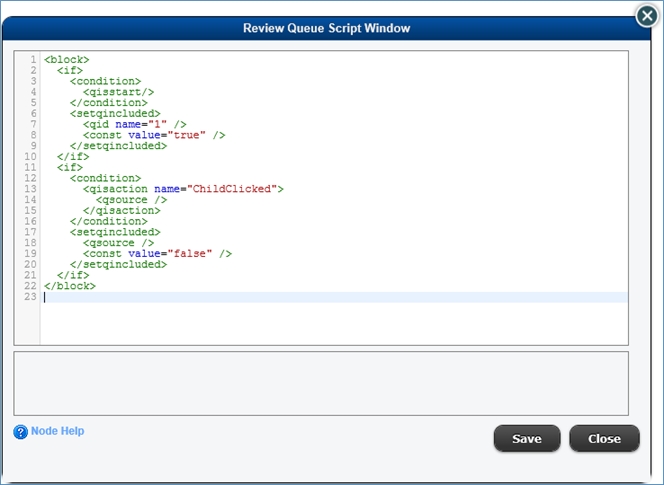 Review Queue Script Window
1 <block>
2   <if>
3     <condition>
4       <qisstart/>
5     </condition>
6     <setqincluded>
7       <qid name="1" />
8       <const value="true" />
9     </setqincluded>
10   </if>
11   <if>
12     <condition>
13       <qisaction name="ChildClicked">
14         <qsource />
15       </qisaction>
16     </condition>
17     <setqincluded>
18       <qsource />
19       <const value="false" />
20     </setqincluded>
21   </if>
22 </block>
23
? Node Help
Save
Close